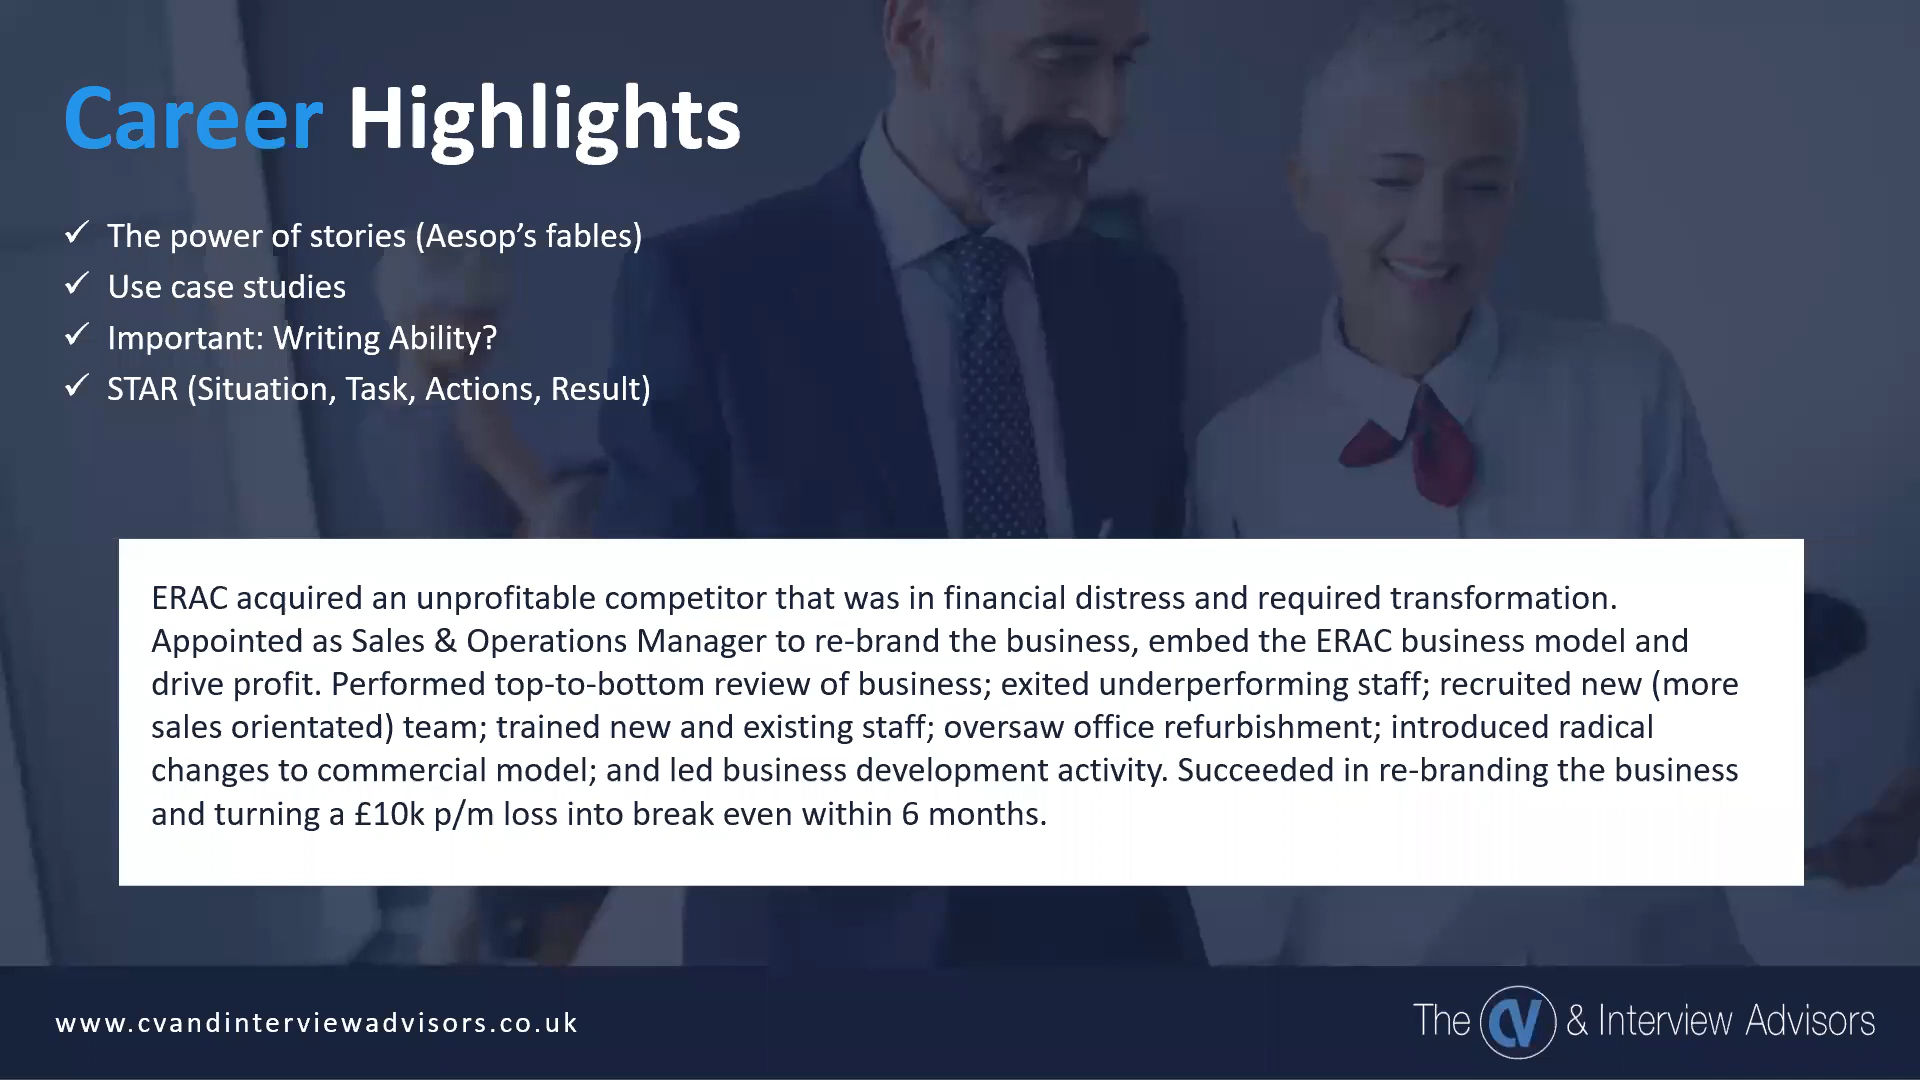 Career Highlights
The power of stories (Aesop’s fables)
Use case studies
Important: Writing Ability?
STAR (Situation, Task, Actions, Result)
ERAC acquired an unprofitable competitor that was in financial distress and required transformation.
Appointed as Sales & Operations Manager to re-brand the business, embed the ERAC business model and
drive profit. Performed top-to-bottom review of business; exited underperforming staff; recruited new (more
sales orientated) team; trained new and existing staff; oversaw office refurbishment; introduced radical
changes to commercial model; and led business development activity. Succeeded in re-branding the business
and turning a £10k p/m loss into break even within 6 months.
www.cvandinterviewadvisors.co.uk
The CV & Interview Advisors